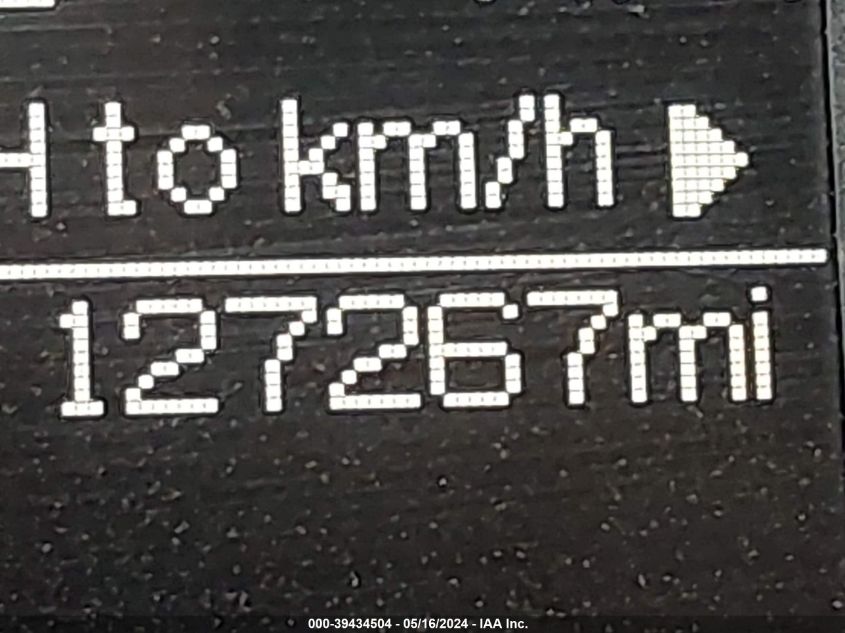 H to km/h
127267mi
000-39434504 - 05/16/2024 - IAA Inc.